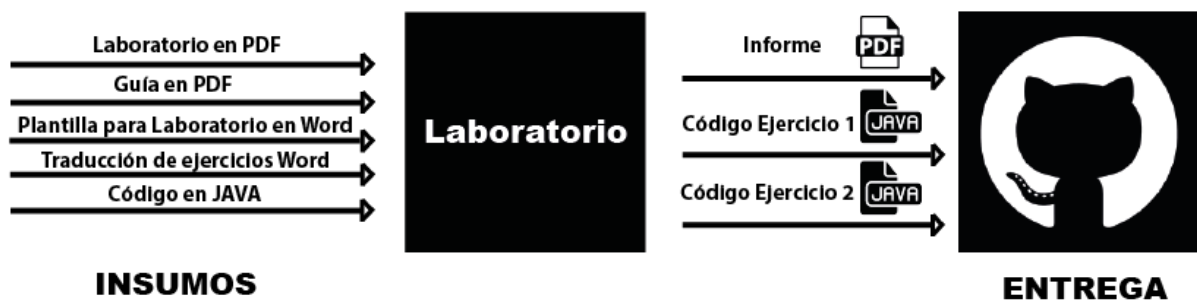 Laboratorio en PDF
Guía en PDF
Plantilla para Laboratorio en Word
Traducción de ejercicios Word
Código en JAVA
INSUMOS
Laboratorio
Informe
PDF
Código Ejercicio 1
JAVA
Código Ejercicio 2
JAVA
ENTREGA